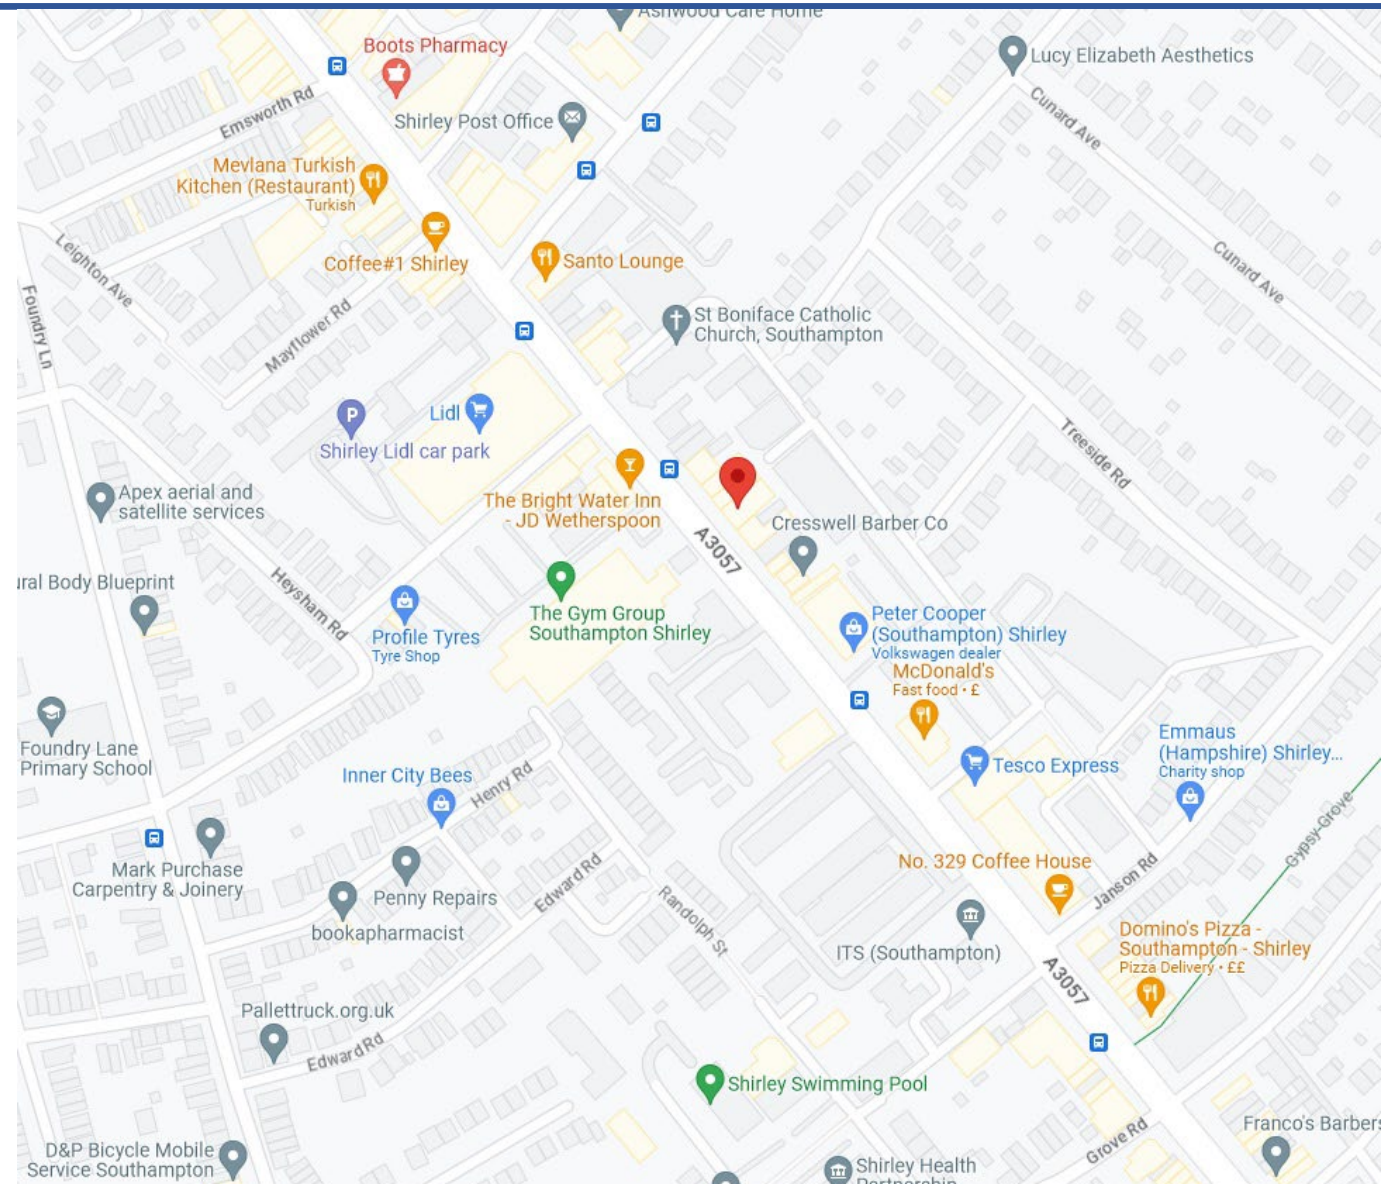 Ashwood Care Home
Boots Pharmacy
Lucy Elizabeth Aesthetics
Emsworth Rd
Shirley Post Office
Cunard Ave
Mevlana Turkish
Kitchen (Restaurant)
Turkish
Leighton Ave
Coffee#1 Shirley
Santo Lounge
Cunard Ave
Foundry Ln
Mayflower Rd
St Boniface Catholic
Church, Southampton
P
Lidl
Shirley Lidl car park
Treeside Rd
Apex aerial and
satellite services
The Bright Water Inn
- JD Wetherspoon
A3057
Cresswell Barber Co
ural Body Blueprint
Heysham Rd
Profile Tyres
Tyre Shop
The Gym Group
Southampton Shirley
Peter Cooper
(Southampton) Shirley
Volkswagen dealer
McDonald's
Fast food • £
Foundry Lane
Primary School
Inner City Bees
Henry Rd
Tesco Express
Emmaus
(Hampshire) Shirley...
Charity shop
Gypsy Grove
Mark Purchase
Carpentry & Joinery
Penny Repairs
Edward Rd
No. 329 Coffee House
Janson Rd
bookapharmacist
Randolph St
ITS (Southampton)
A3057
Domino's Pizza -
Southampton - Shirley
Pizza Delivery • ££
Pallettruck.org.uk
Edward Rd
Shirley Swimming Pool
D&P Bicycle Mobile
Service Southampton
Shirley Health
Partnership
Grove Rd
Franco's Barbers